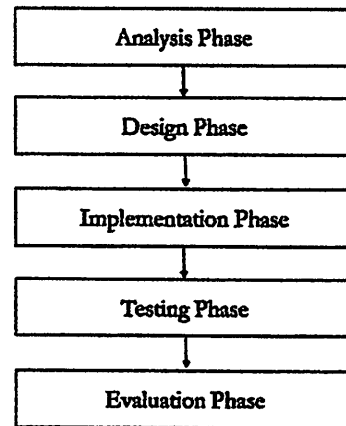 Analysis Phase
Design Phase
Implementation Phase
Testing Phase
Evaluation Phase